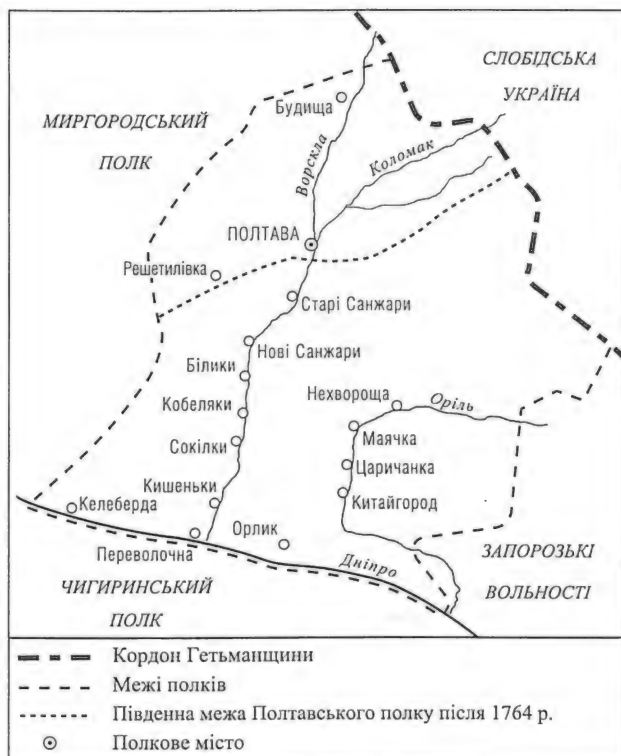 СЛОБІДСЬКА
УКРАЇНА
Будища
МИРГОРОДСЬКИЙ
ПОЛК
Ворскла
Коломак
ПОЛТАВА
Решетилівка
Старі Санжари
Нові Санжари
Білики
Нехвороща
Оріль
Кобеляки
Маячка
Сокілки
Царичанка
Кишеньки
Китайгород
Келеберда
Орлик
Переволочна
Дніпро
ЗАПОРОЗЬКІ
ВОЛЬНОСТІ
ЧИГИРИНСЬКИЙ
ПОЛК
Кордон Гетьманщини
Межі полків
Південна межа Полтавського полку після 1764 р.
Полкове місто